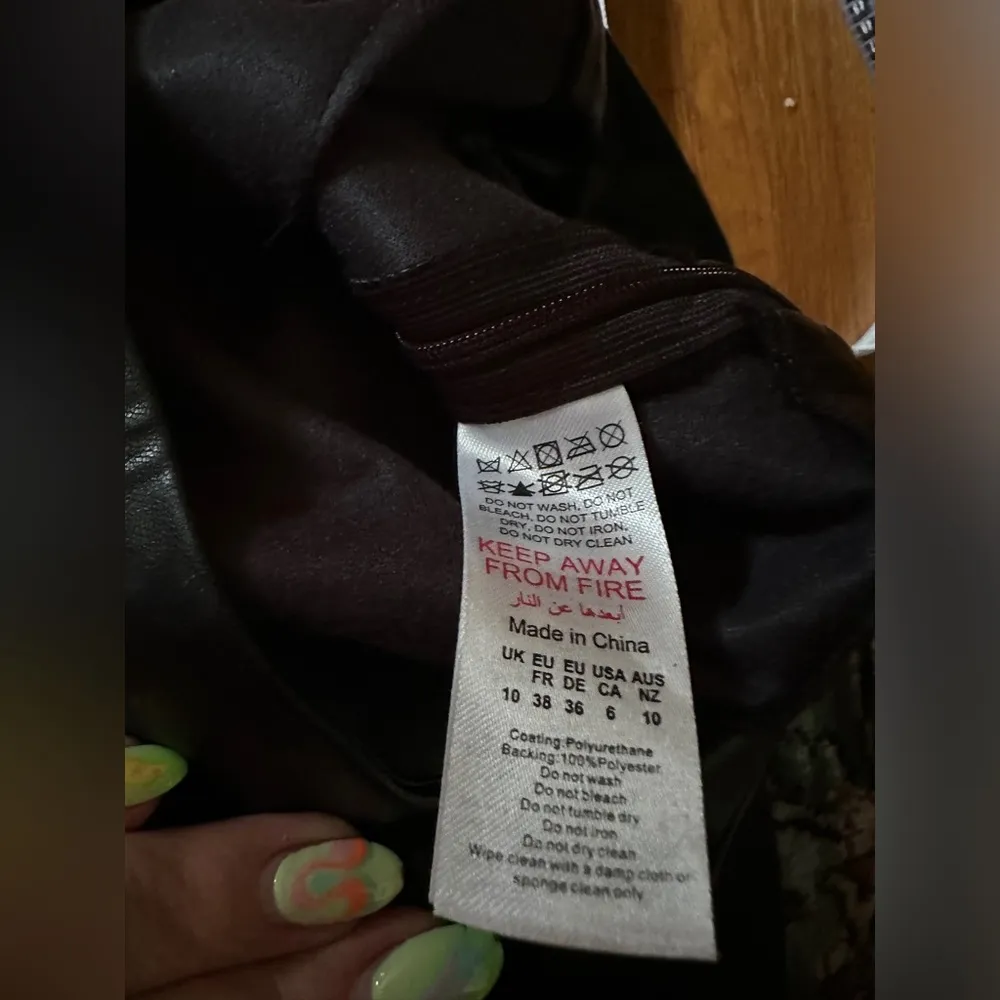 DO NOT WASH, DO NOT
BLEACH, DO NOT TUMBLE
DRY, DO NOT IRON,
DO NOT DRY CLEAN
KEEP AWAY
FROM FIRE
أبعدها عن النار
Made in China
UK EU EU USA AUS
FR DE CA NZ
10 38 36 6 10
Coating:Polyurethane
Backing:100%Polyester
Do not wash
Do not bleach
Do not tumble dry
Do not iron
Do not dry clean
Wipe clean with a damp cloth or
sponge clean only